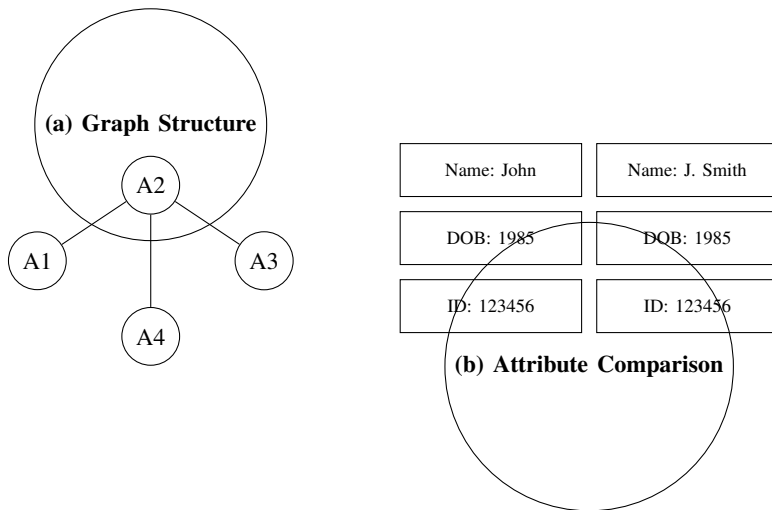 (a) Graph Structure
A2
A1
A3
A4
Name: John
Name: J. Smith
DOB: 1985
DOB: 1985
ID: 123456
ID: 123456
(b) Attribute Comparison